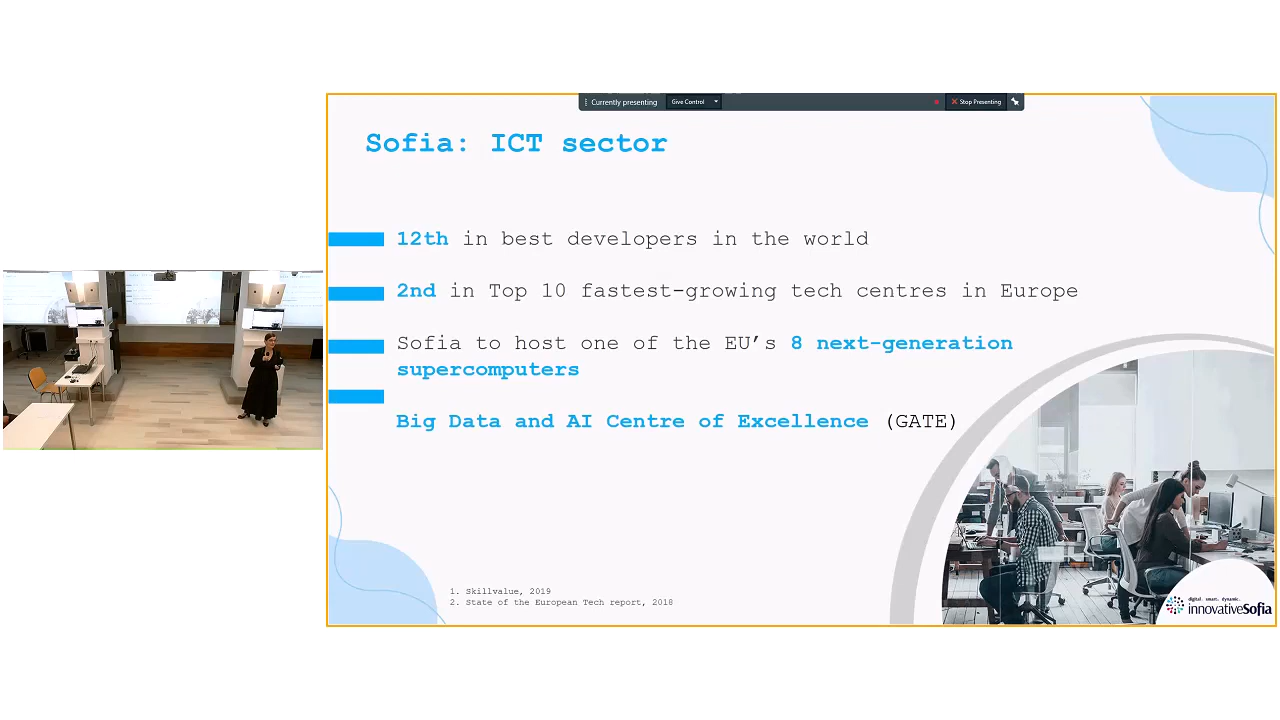 Currently presenting
Give Control
Stop Presenting
Sofia: ICT sector
12th in best developers in the world
2nd in Top 10 fastest-growing tech centres in Europe
Sofia to host one of the EU’s 8 next-generation
supercomputers
Big Data and AI Centre of Excellence (GATE)
1. Skillvalue, 2019
2. State of the European Tech report, 2018
digital. smart. dynamic.
innovativeSofia